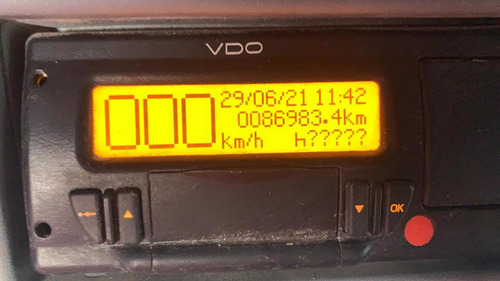 VDO
000
29/06/21 11:42
0086983.4km
km/h h?????
OK